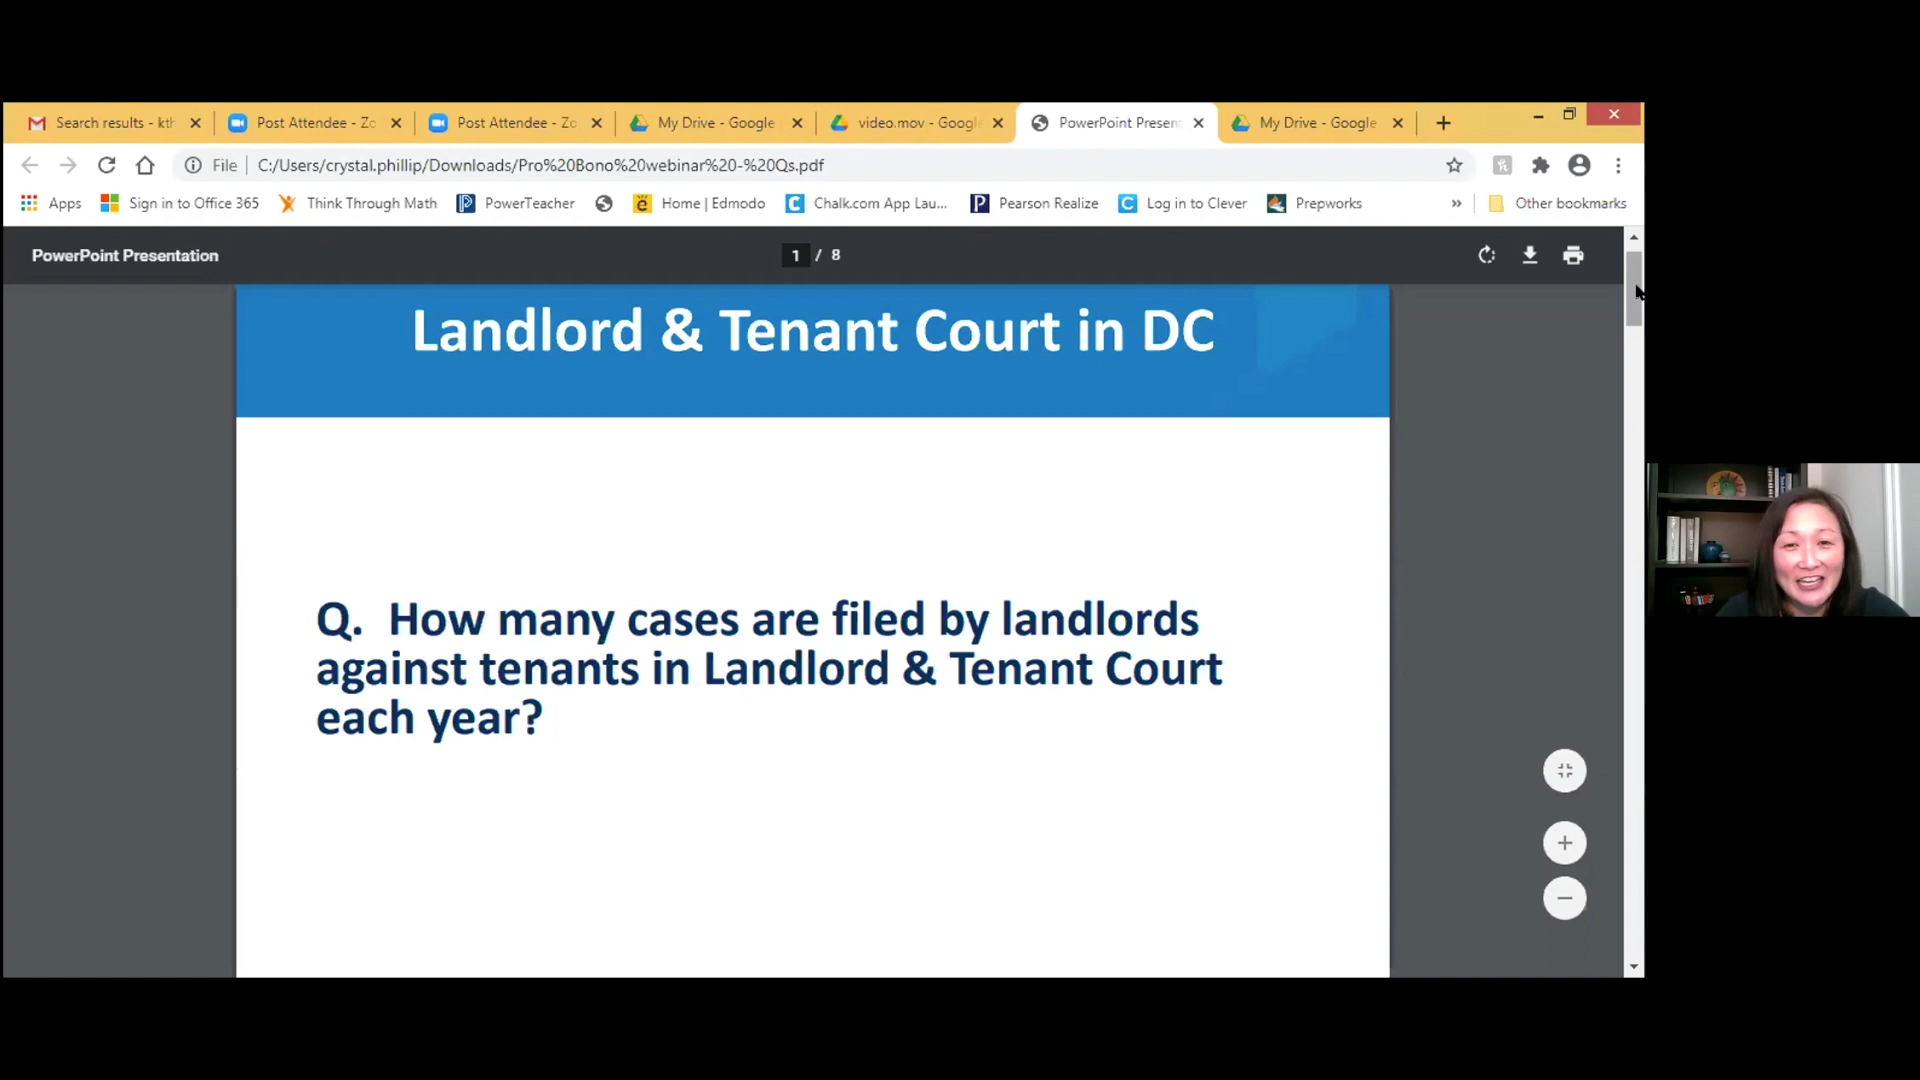 Search results - kth
Post Attendee - Zo
Post Attendee - Zo
My Drive - Google
video.mov - Googl
PowerPoint Presen
My Drive - Google
File C:/Users/crystal.phillip/Downloads/Pro%20Bono%20webinar%20-%20Qs.pdf
Apps Sign in to Office 365 Think Through Math PowerTeacher Home | Edmodo Chalk.com App Lau... Pearson Realize Log in to Clever Prepworks » Other bookmarks
PowerPoint Presentation 1 / 8
Landlord & Tenant Court in DC
Q. How many cases are filed by landlords
against tenants in Landlord & Tenant Court
each year?